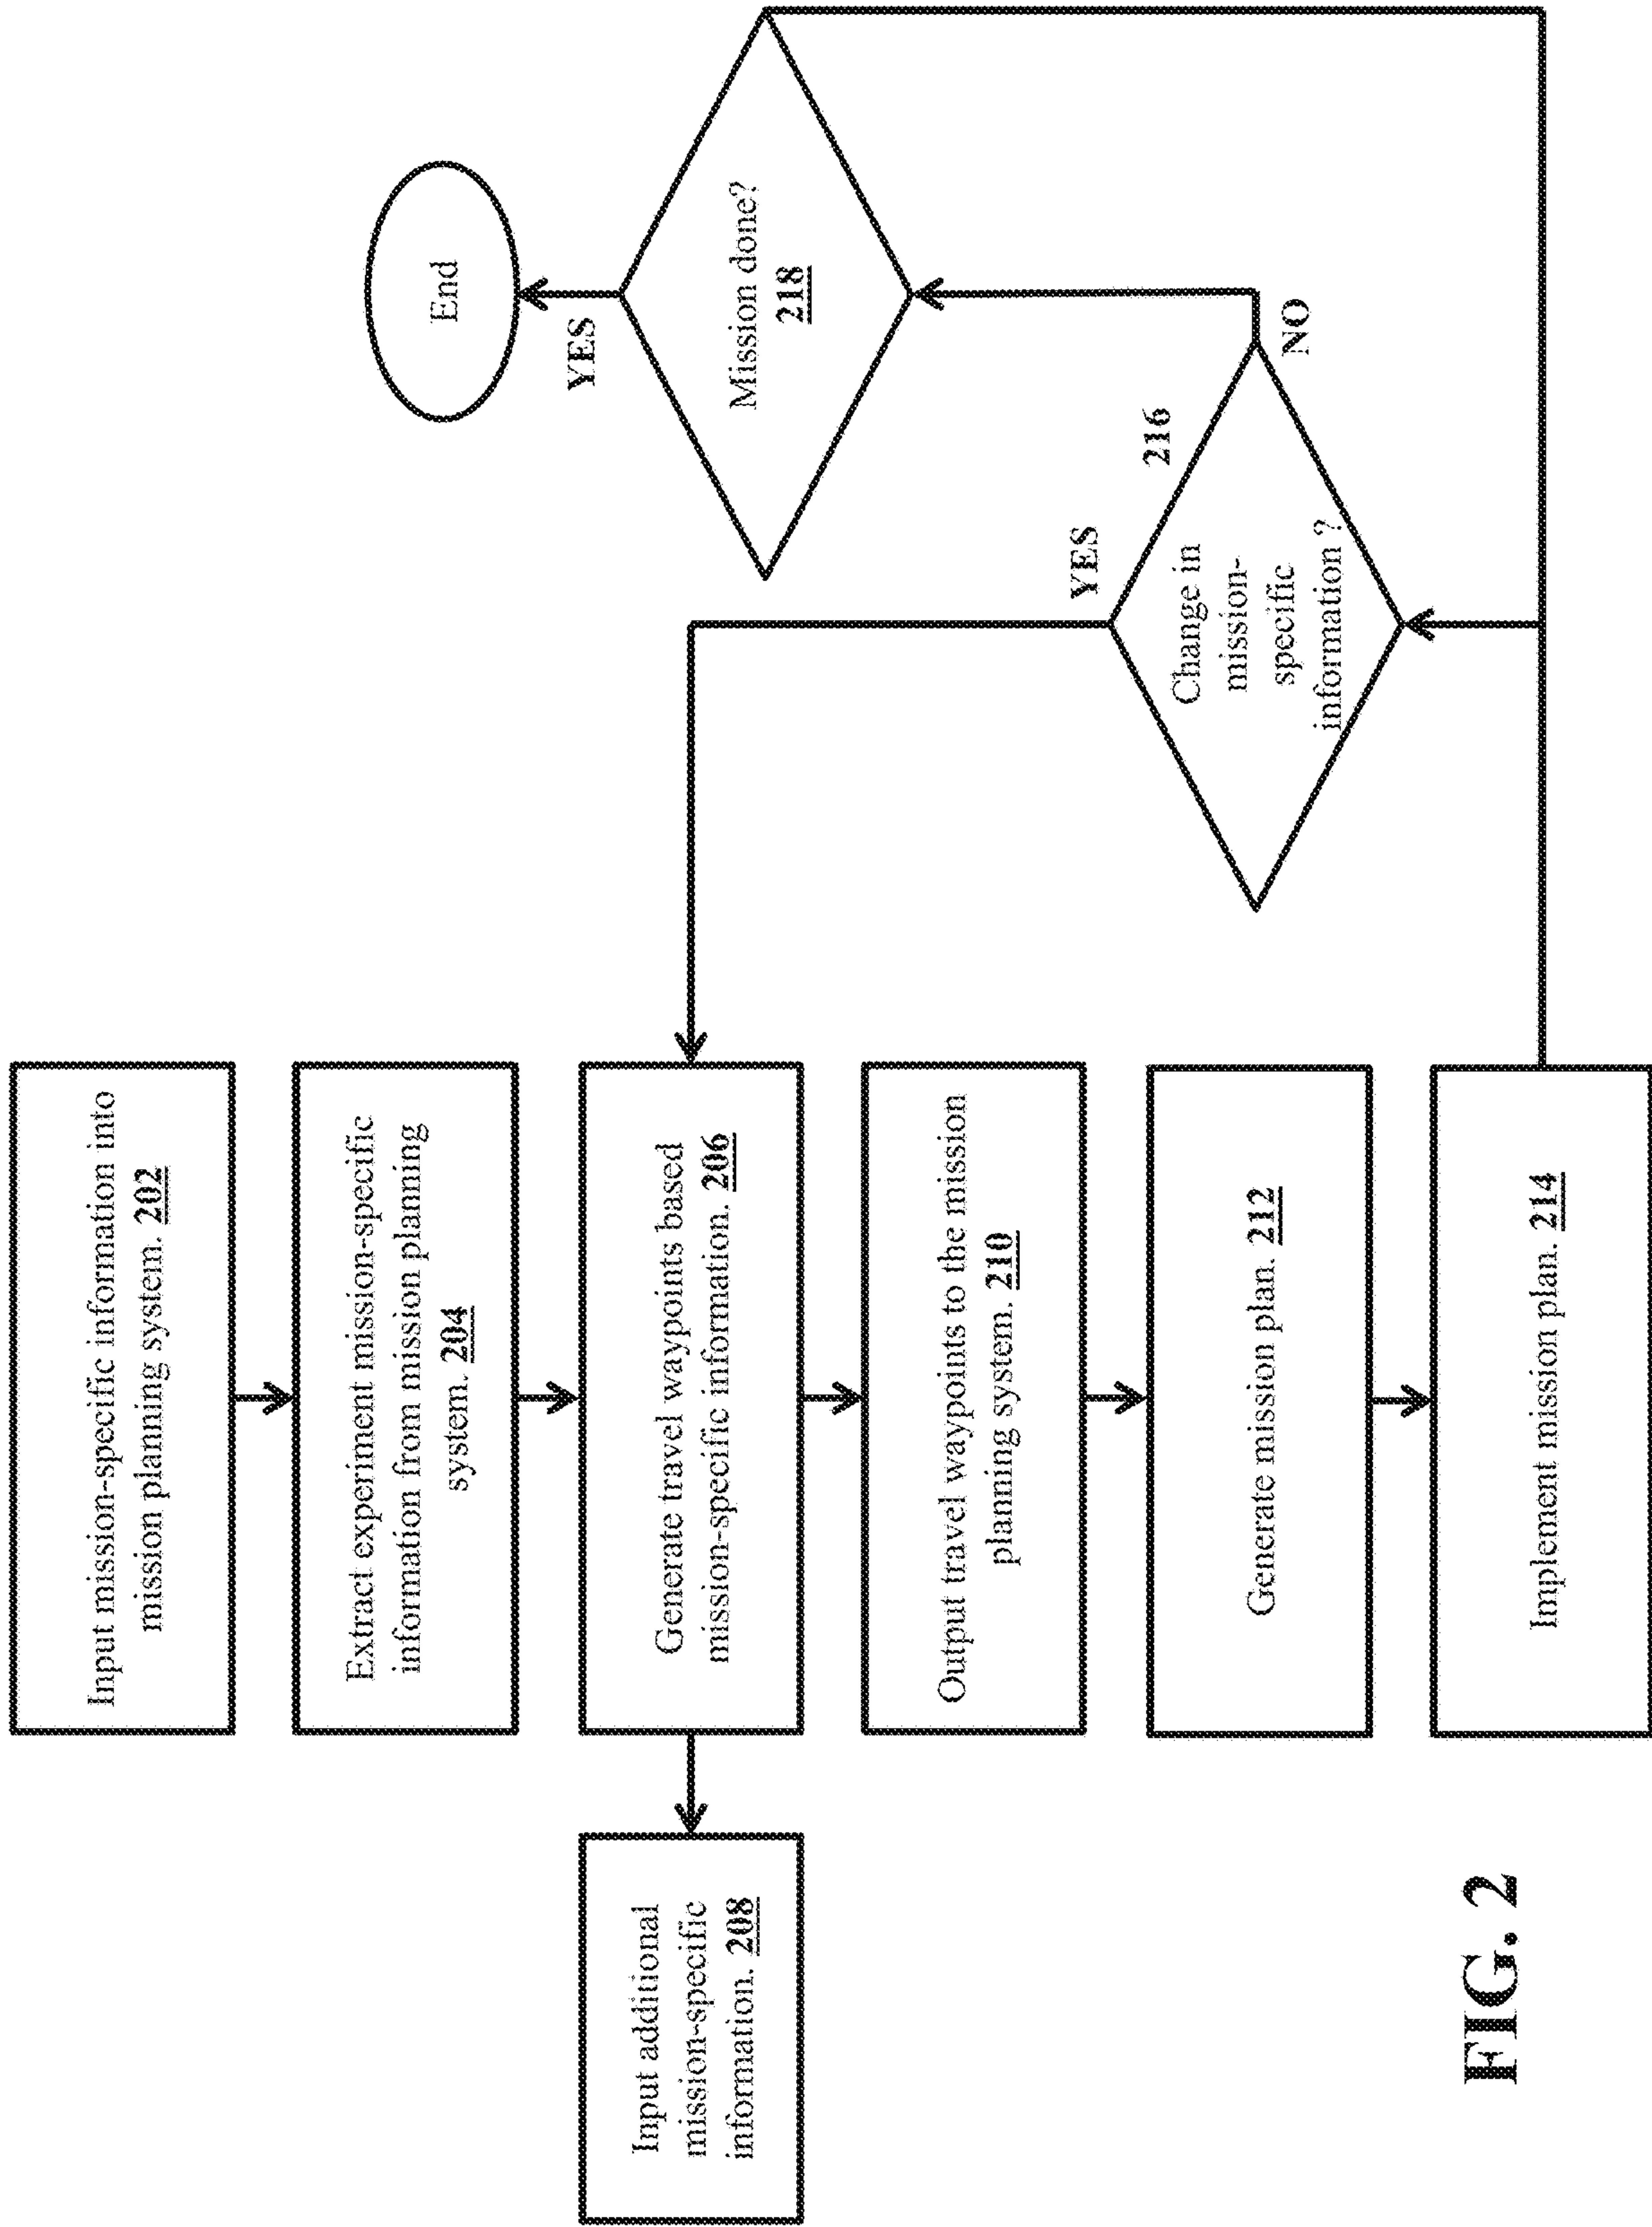 Input mission-specific information into
mission planning system. 202
Extract experiment mission-specific
information from mission planning
system. 204
Generate travel waypoints based
mission-specific information. 206
Input additional
mission-specific
information. 208
Output travel waypoints to the mission
planning system. 210
Generate mission plan. 212
Implement mission plan. 214
Change in
mission-
specific
information ?
216
YES
NO
Mission done?
218
YES
End
FIG. 2